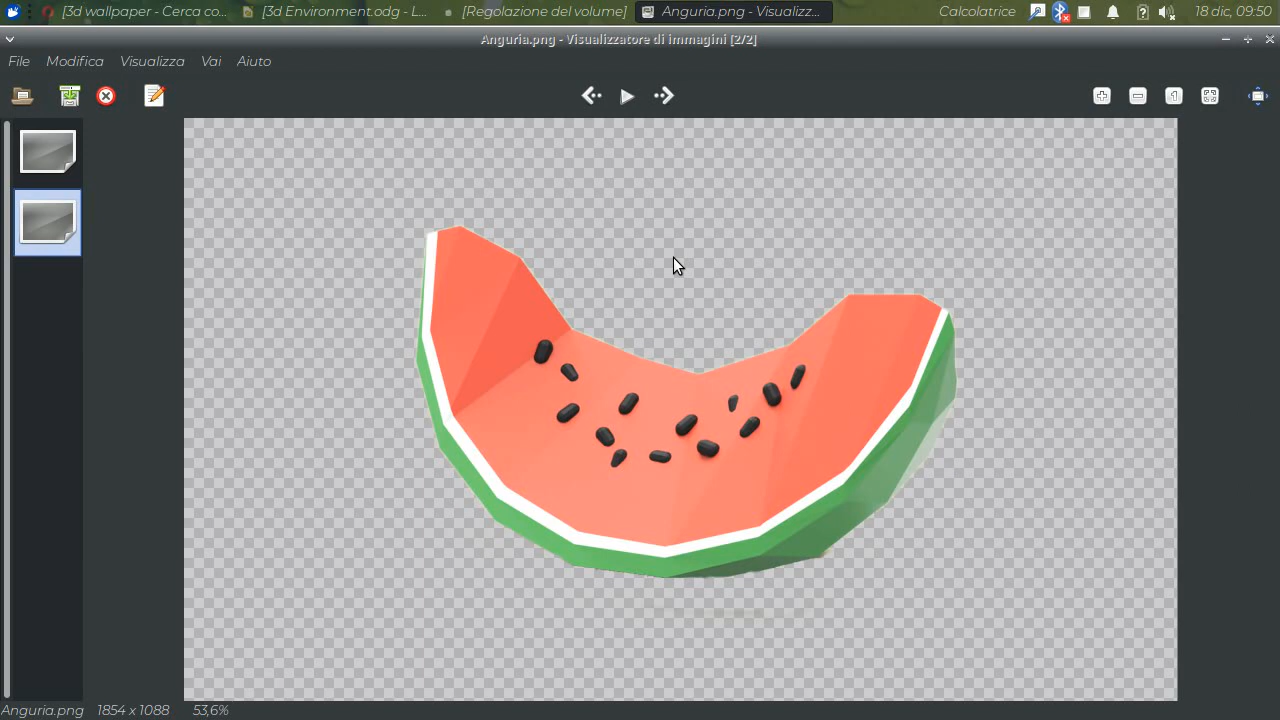 [3d wallpaper - Cerca co... [3d Environment.odg - L... [Regolazione del volume] Anguria.png - Visualizz... Calcolatrice 18 dic, 09:50
Anguria.png - Visualizzatore di immagini [2/2]
File Modifica Visualizza Vai Aiuto
Anguria.png 1854 x 1088 53,6%